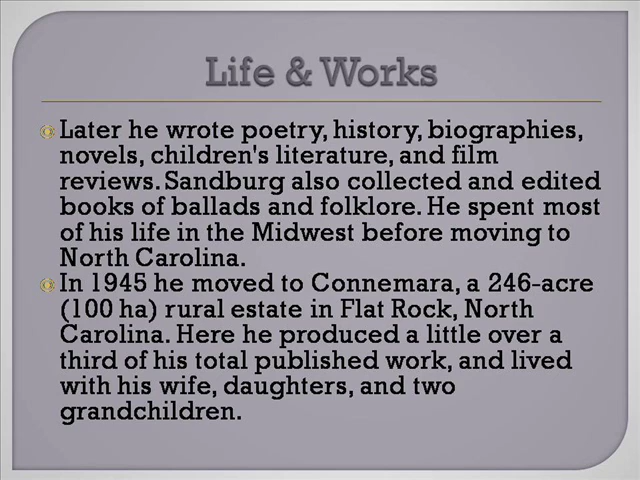 Life & Works
Later he wrote poetry, history, biographies,
novels, children's literature, and film
reviews. Sandburg also collected and edited
books of ballads and folklore. He spent most
of his life in the Midwest before moving to
North Carolina.
In 1945 he moved to Connemara, a 246-acre
(100 ha) rural estate in Flat Rock, North
Carolina. Here he produced a little over a
third of his total published work, and lived
with his wife, daughters, and two
grandchildren.